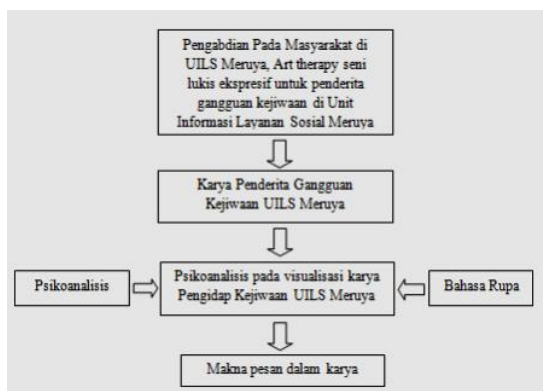 Pengabdian Pada Masyarakat di
UILS Meruya, Art therapy seni
lukis ekspresif untuk penderita
gangguan kejiwaan di Unit
Informasi Layanan Sosial Meruya
Karya Penderita Gangguan
Kejiwaan UILS Meruya
Psikoanalisis
Psikoanalisis pada visualisasi karya
Pengidap Kejiwaan UILS Meruya
Bahasa Rupa
Makna pesan dalam karya